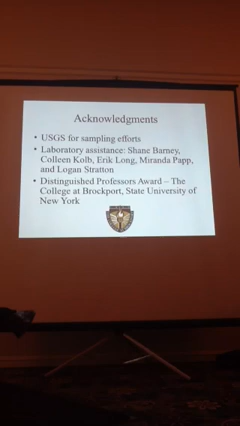 Acknowledgments
• USGS for sampling efforts
• Laboratory assistance: Shane Barney,
Colleen Kolb, Erik Long, Miranda Papp,
and Logan Stratton
• Distinguished Professors Award – The
College at Brockport, State University of
New York